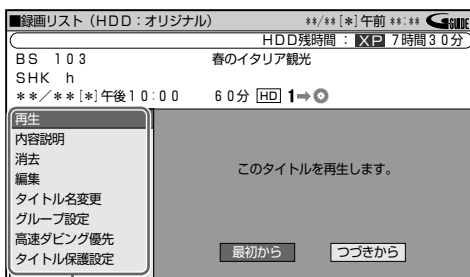 ■録画リスト（HDD：オリジナル） **/**[*]午前 **:** GGUIDE
HDD残時間：XP 7時間30分
BS 103 春のイタリア観光
SHK h
**/**[*]午後10:00 60分 HD 1➡
再生
内容説明
消去
編集
タイトル名変更
グループ設定
高速ダビング優先
タイトル保護設定
このタイトルを再生します。
最初から つづきから